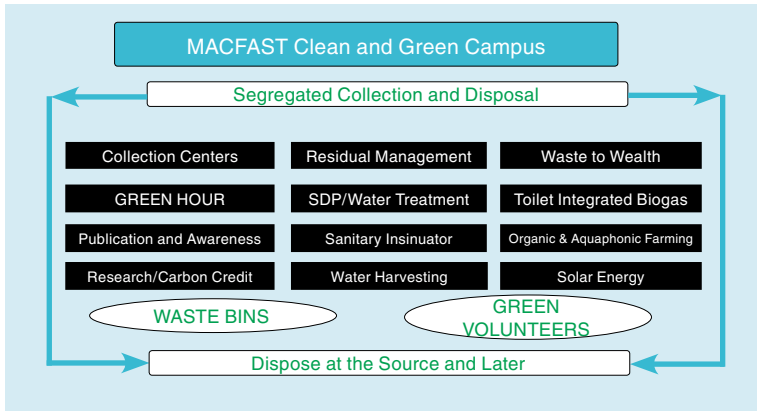 MACFAST Clean and Green Campus
Segregated Collection and Disposal
Collection Centers
Residual Management
Waste to Wealth
GREEN HOUR
SDP/Water Treatment
Toilet Integrated Biogas
Publication and Awareness
Sanitary Insinuator
Organic & Aquaphonic Farming
Research/Carbon Credit
Water Harvesting
Solar Energy
WASTE BINS
GREEN
VOLUNTEERS
Dispose at the Source and Later